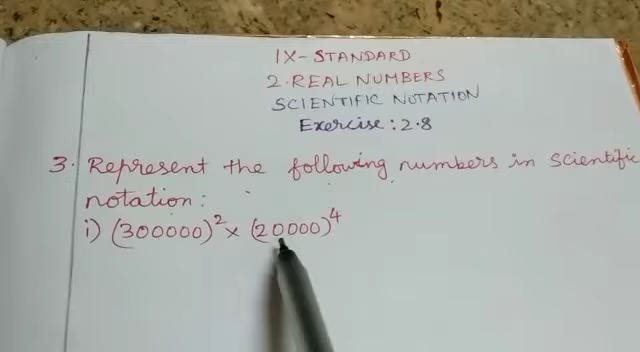 IX-STANDARD
2. REAL NUMBERS
SCIENTIFIC NOTATION
Exercise: 2.8
3. Represent the following numbers in scientific
notation:
i) (300000)² × (20000)⁴